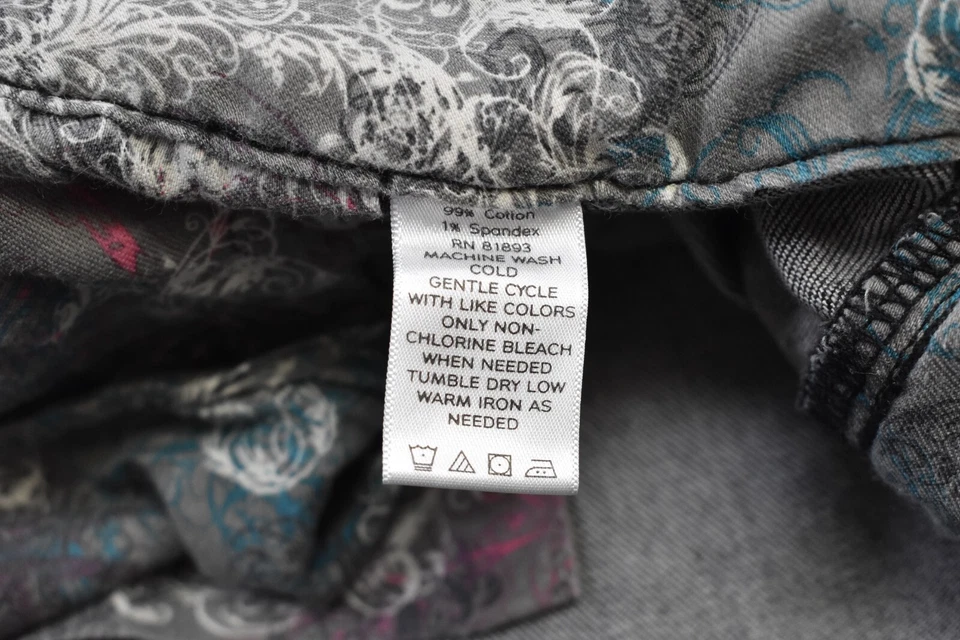 99% Cotton
1% Spandex
RN 81893
MACHINE WASH
COLD
GENTLE CYCLE
WITH LIKE COLORS
ONLY NON-
CHLORINE BLEACH
WHEN NEEDED
TUMBLE DRY LOW
WARM IRON AS
NEEDED